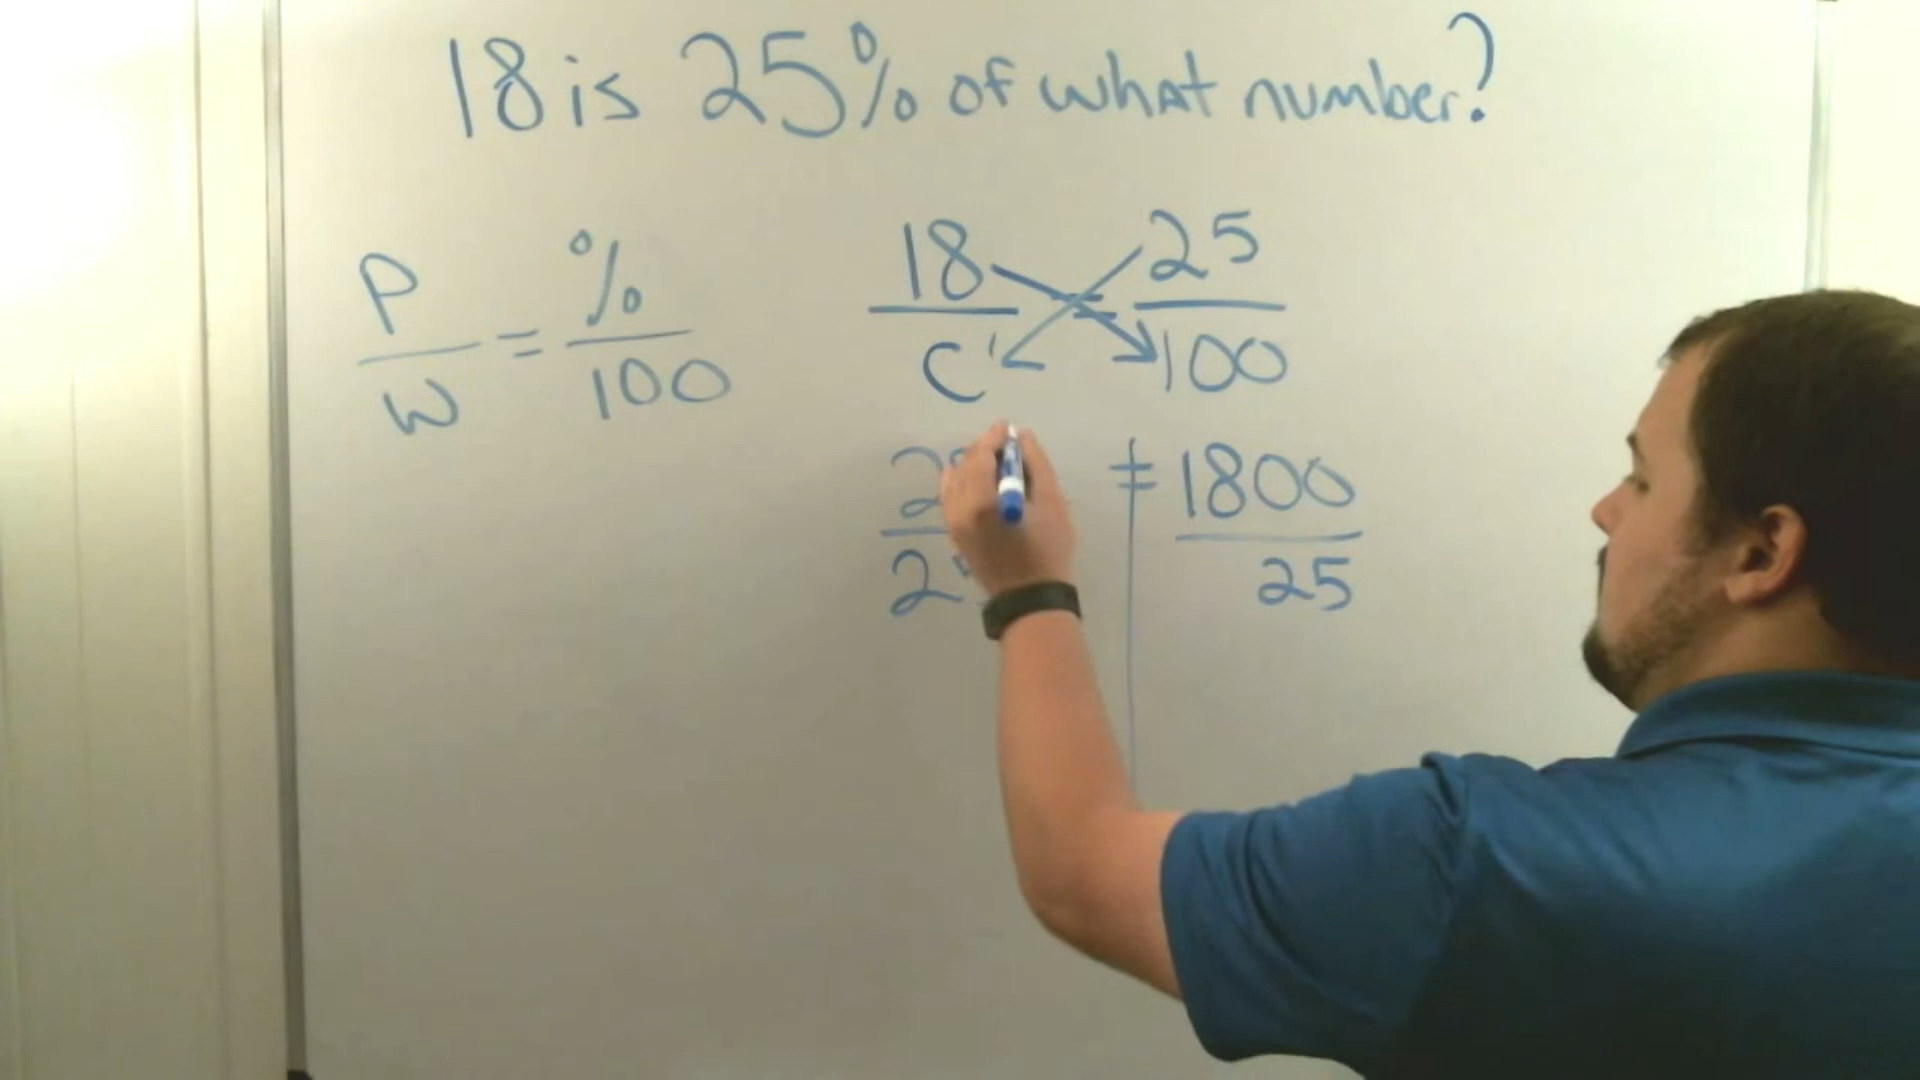 18 is 25% of what number?
P % 18 25
W = 100 C = 100
= 1800
25